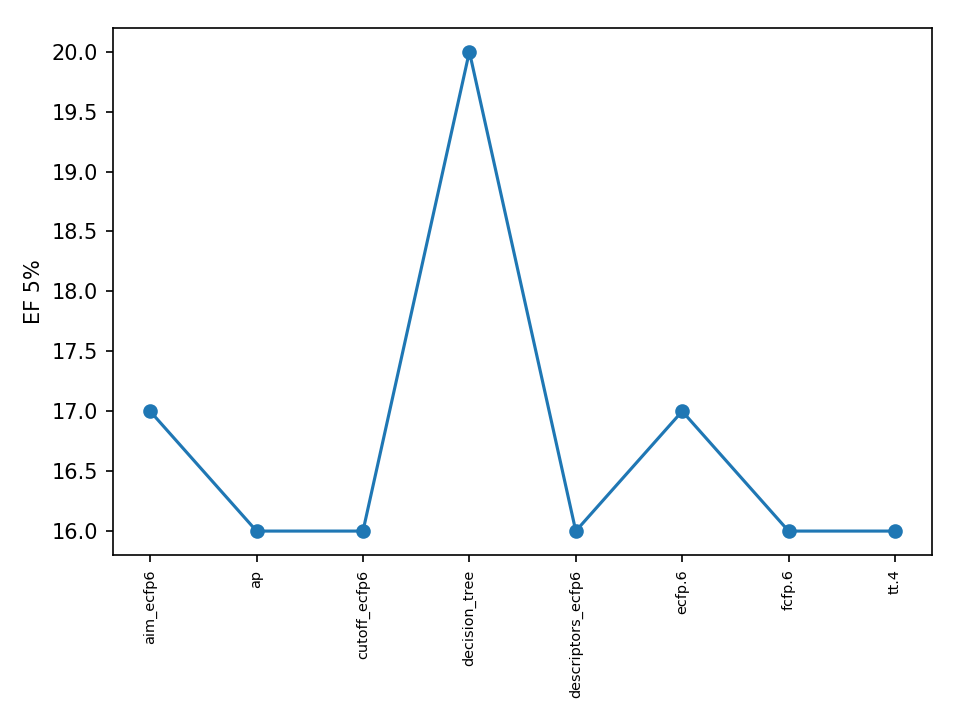 20.0
19.5
19.0
18.5
18.0
17.5
17.0
16.5
16.0
EF 5%
aim_ecfp6
ap
cutoff_ecfp6
decision_tree
descriptors_ecfp6
ecfp.6
fcfp.6
tt.4